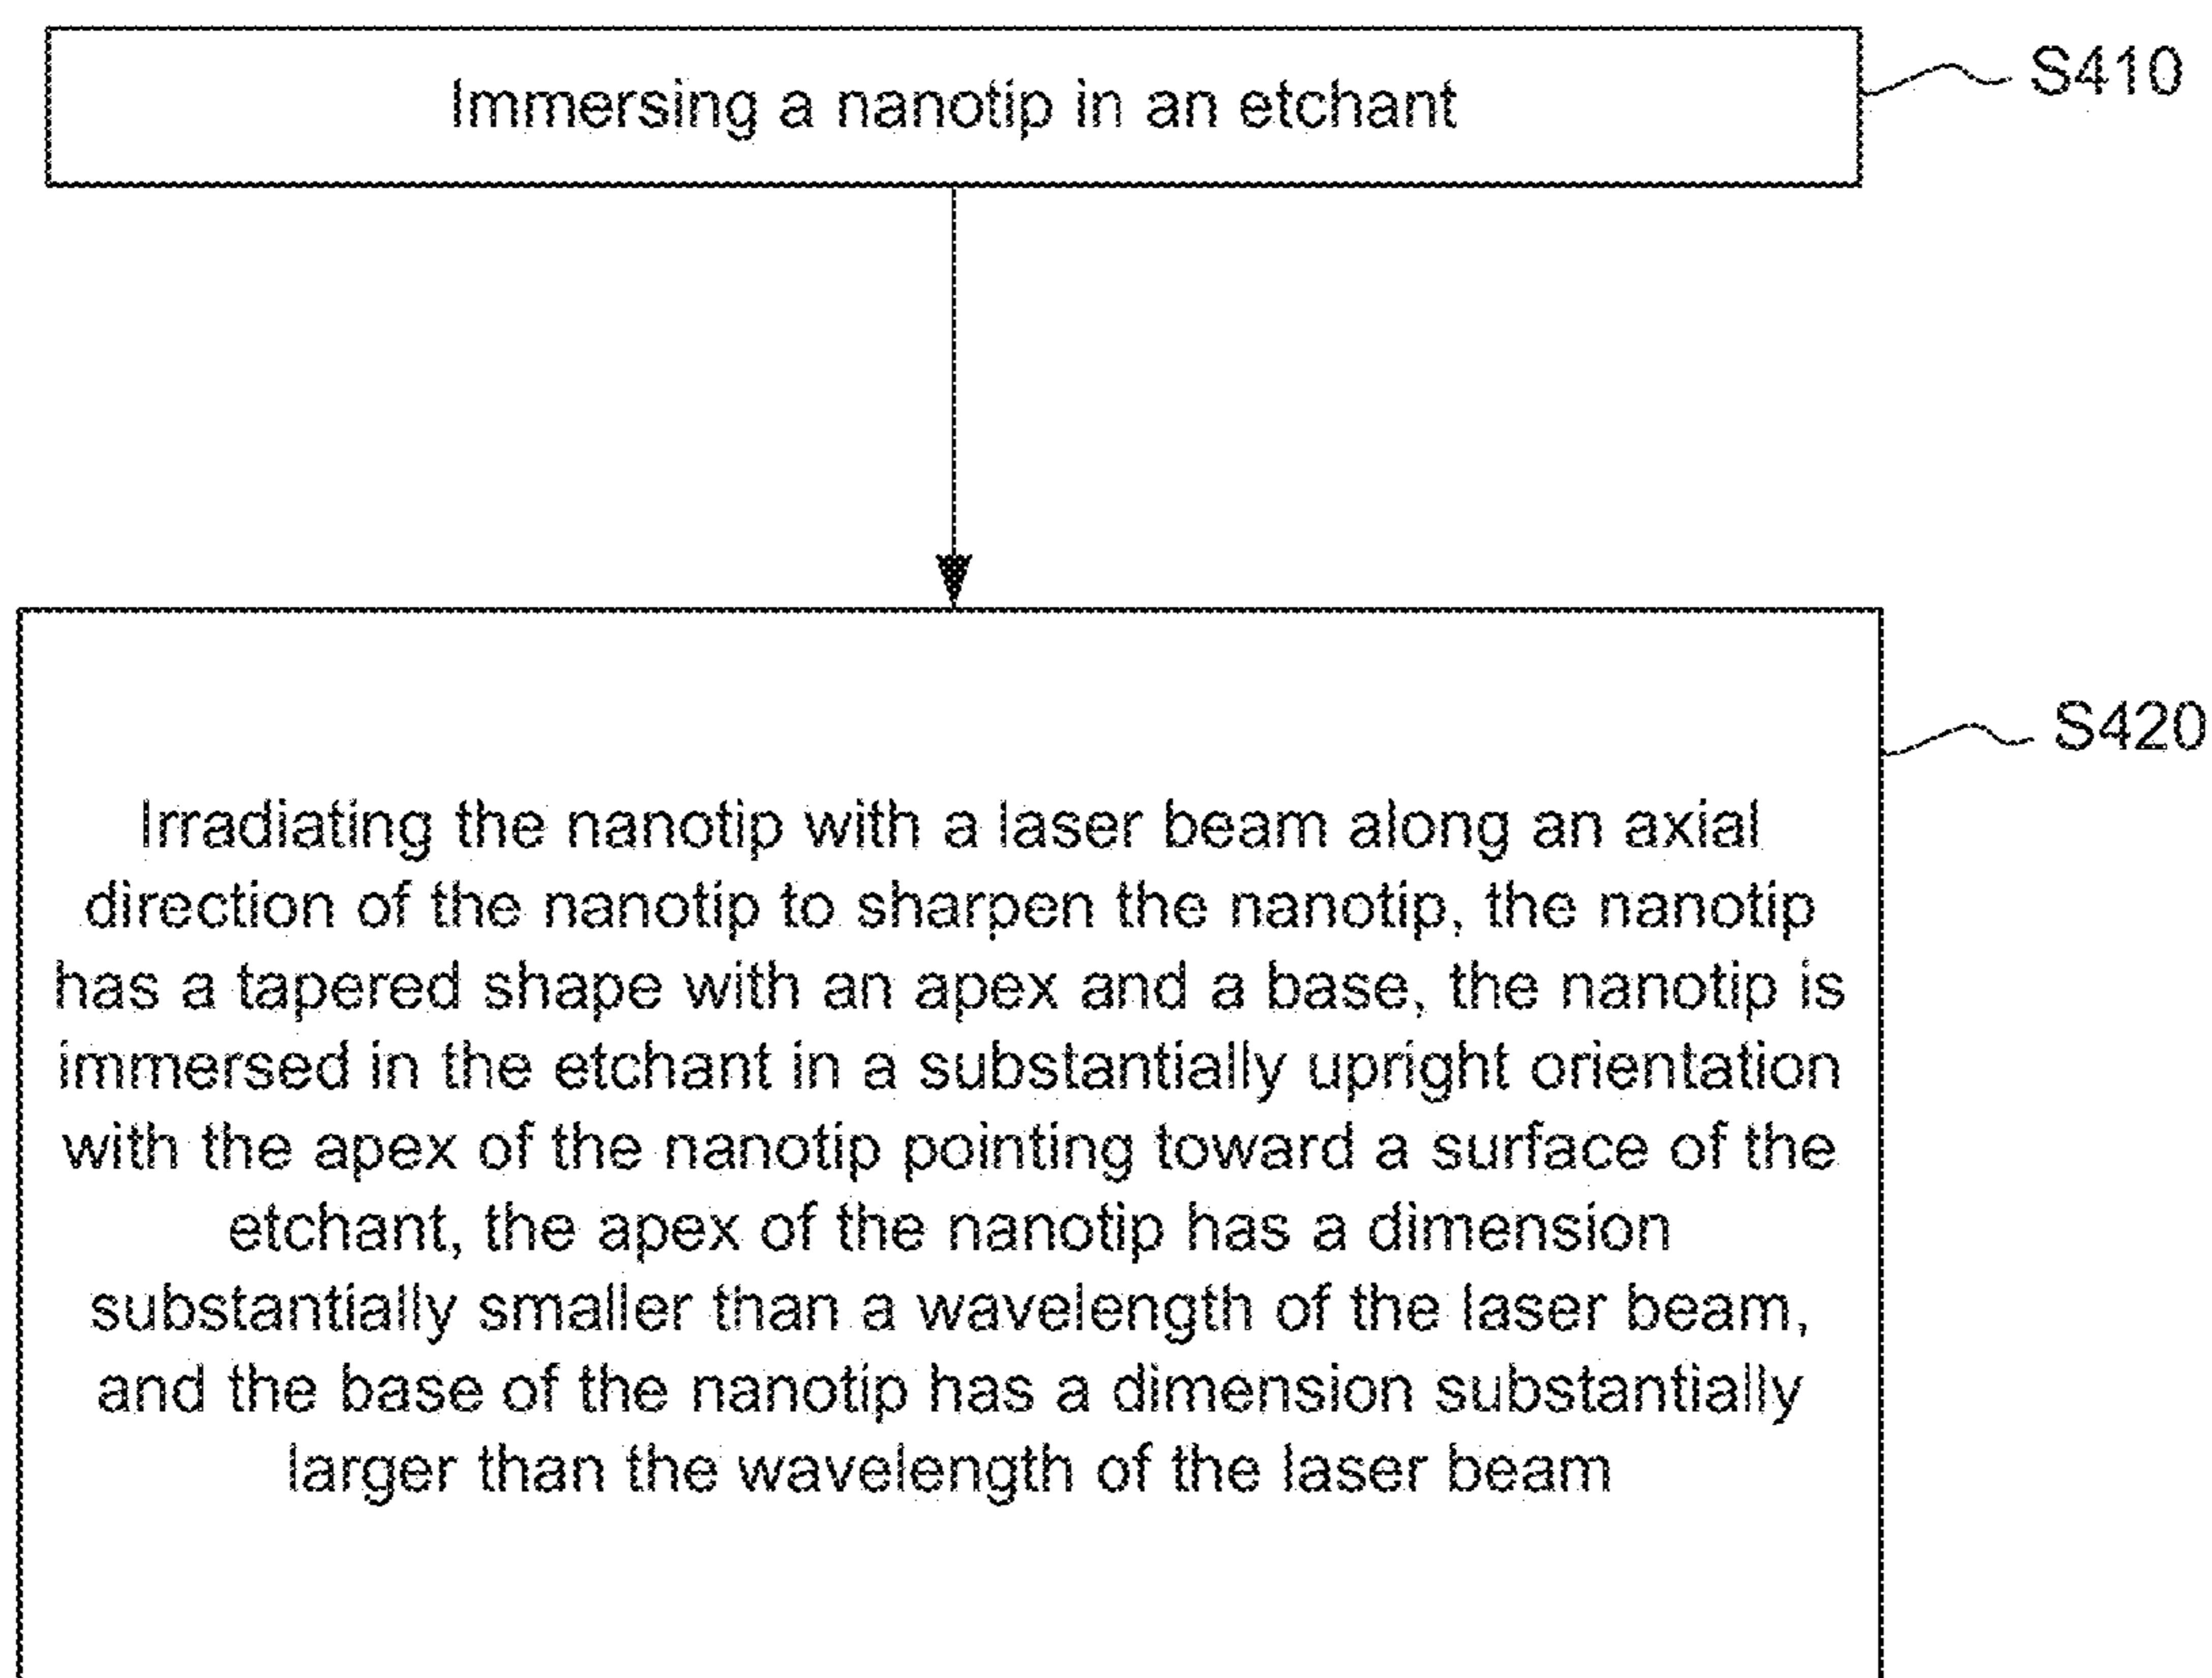 Immersing a nanotip in an etchant
S410
S420
Irradiating the nanotip with a laser beam along an axial
direction of the nanotip to sharpen the nanotip, the nanotip
has a tapered shape with an apex and a base, the nanotip is
immersed in the etchant in a substantially upright orientation
with the apex of the nanotip pointing toward a surface of the
etchant, the apex of the nanotip has a dimension
substantially smaller than a wavelength of the laser beam,
and the base of the nanotip has a dimension substantially
larger than the wavelength of the laser beam